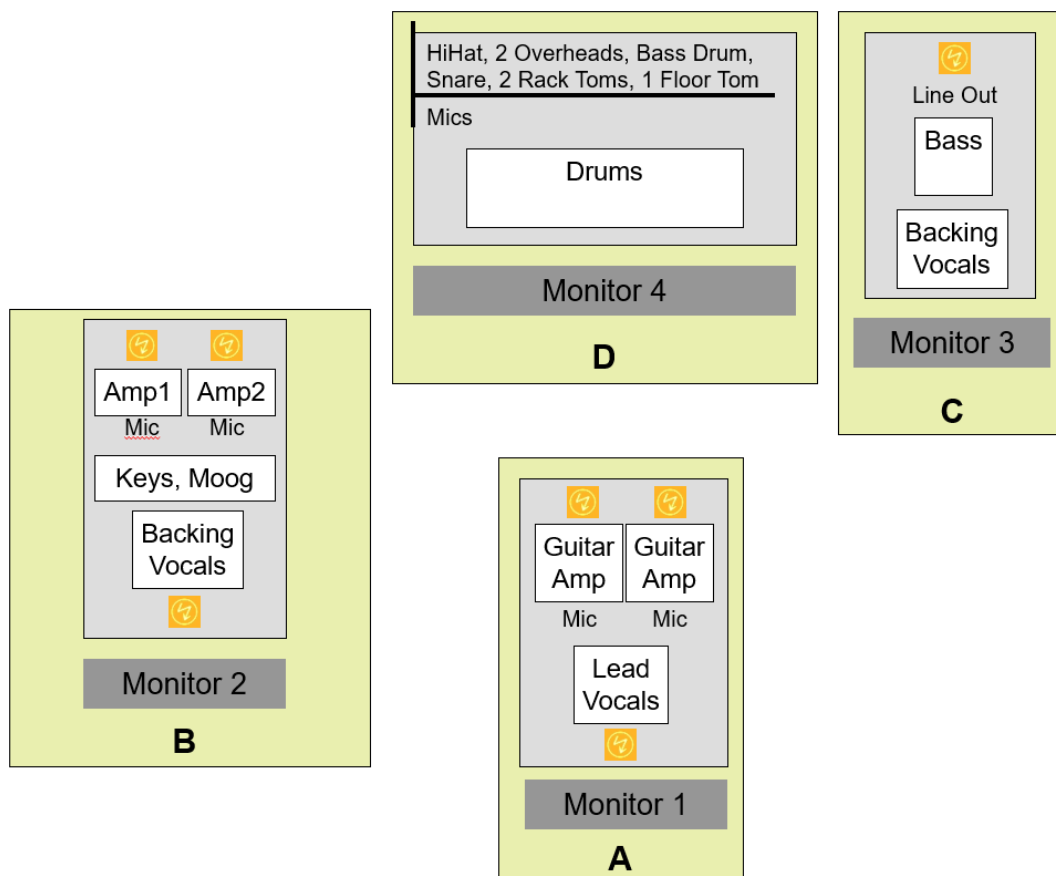 HiHat, 2 Overheads, Bass Drum,
Snare, 2 Rack Toms, 1 Floor Tom
Mics
Drums
Monitor 4
D
Line Out
Bass
Backing
Vocals
Monitor 3
C
Amp1 Amp2
Mic Mic
Keys, Moog
Backing
Vocals
Monitor 2
B
Guitar Guitar
Amp Amp
Mic Mic
Lead
Vocals
Monitor 1
A